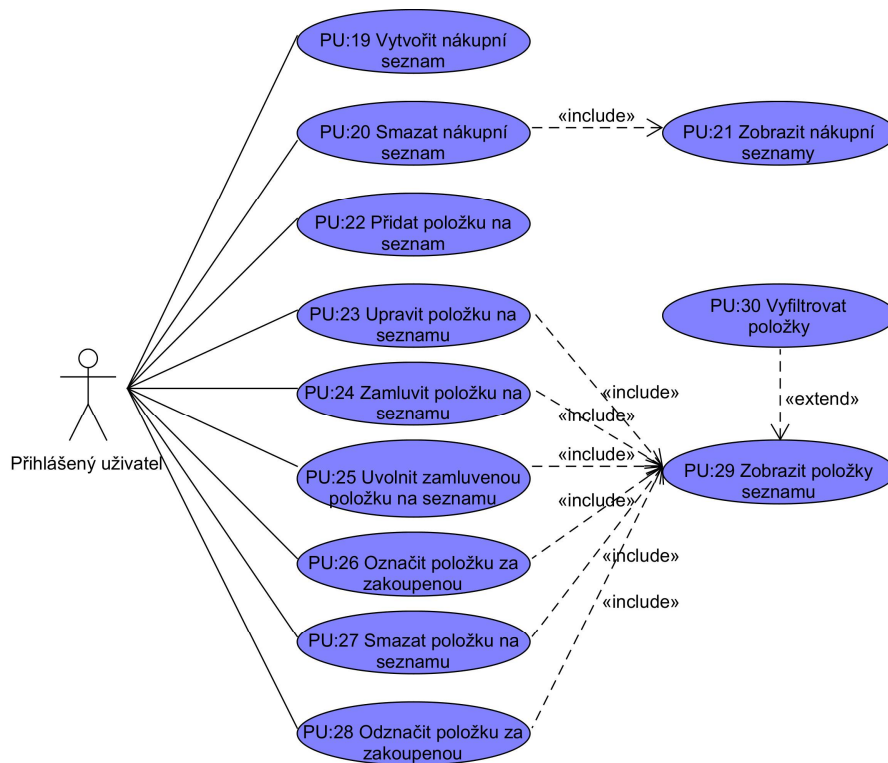 PU:19 Vytvořit nákupní
seznam
PU:20 Smazat nákupní
seznam
«include»
PU:21 Zobrazit nákupní
seznamy
PU:22 Přidat položku na
seznam
PU:23 Upravit položku na
seznamu
PU:30 Vyfiltrovat
položky
«include»
PU:24 Zamluvit položku na
seznamu
«include»
«extend»
Přihlášený uživatel
PU:25 Uvolnit zamluvenou
položku na seznamu
«include»
PU:29 Zobrazit položky
seznamu
«include»
PU:26 Označit položku za
zakoupenou
«include»
«include»
PU:27 Smazat položku na
seznamu
PU:28 Odznačit položku za
zakoupenou